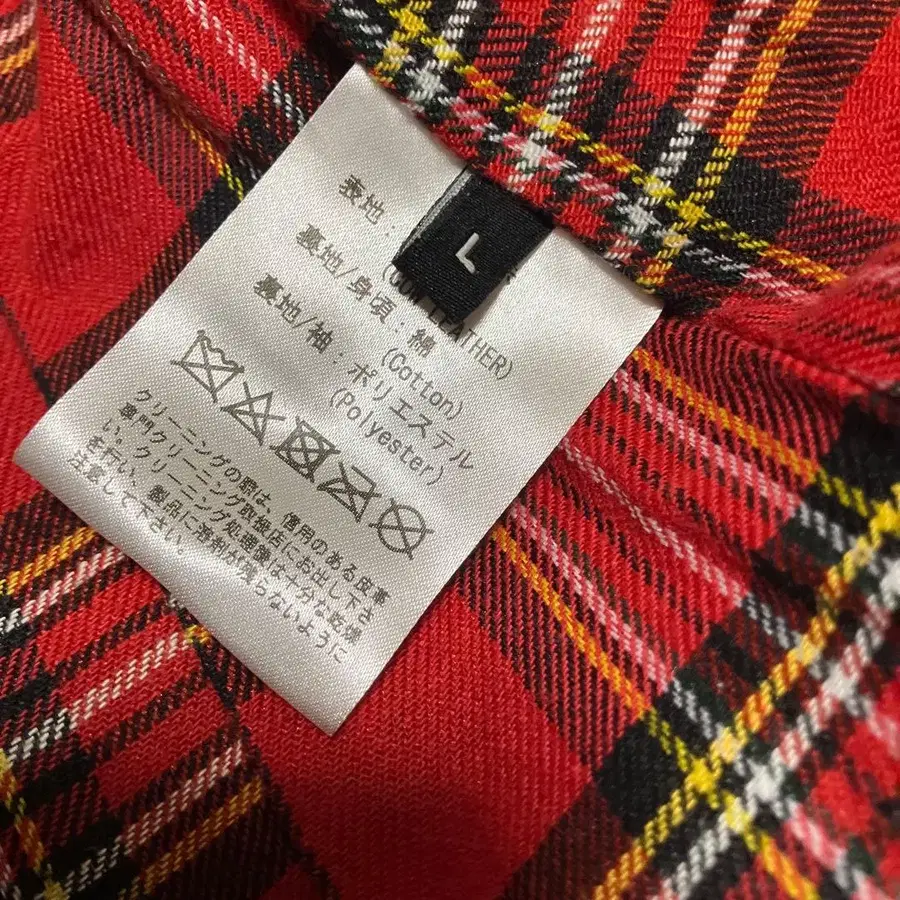 L
表地:
(COW LEATHER)
裏地/身頃:綿
(Cotton)
裏地/袖:ポリエステル
(Polyester)
クリーニングの際は、信用のある皮革
専門クリーニング取扱店にお出し下さ
い。クリーニング処理後は十分な乾燥
を行い、製品に溶剤が残らないように
注意して下さい。